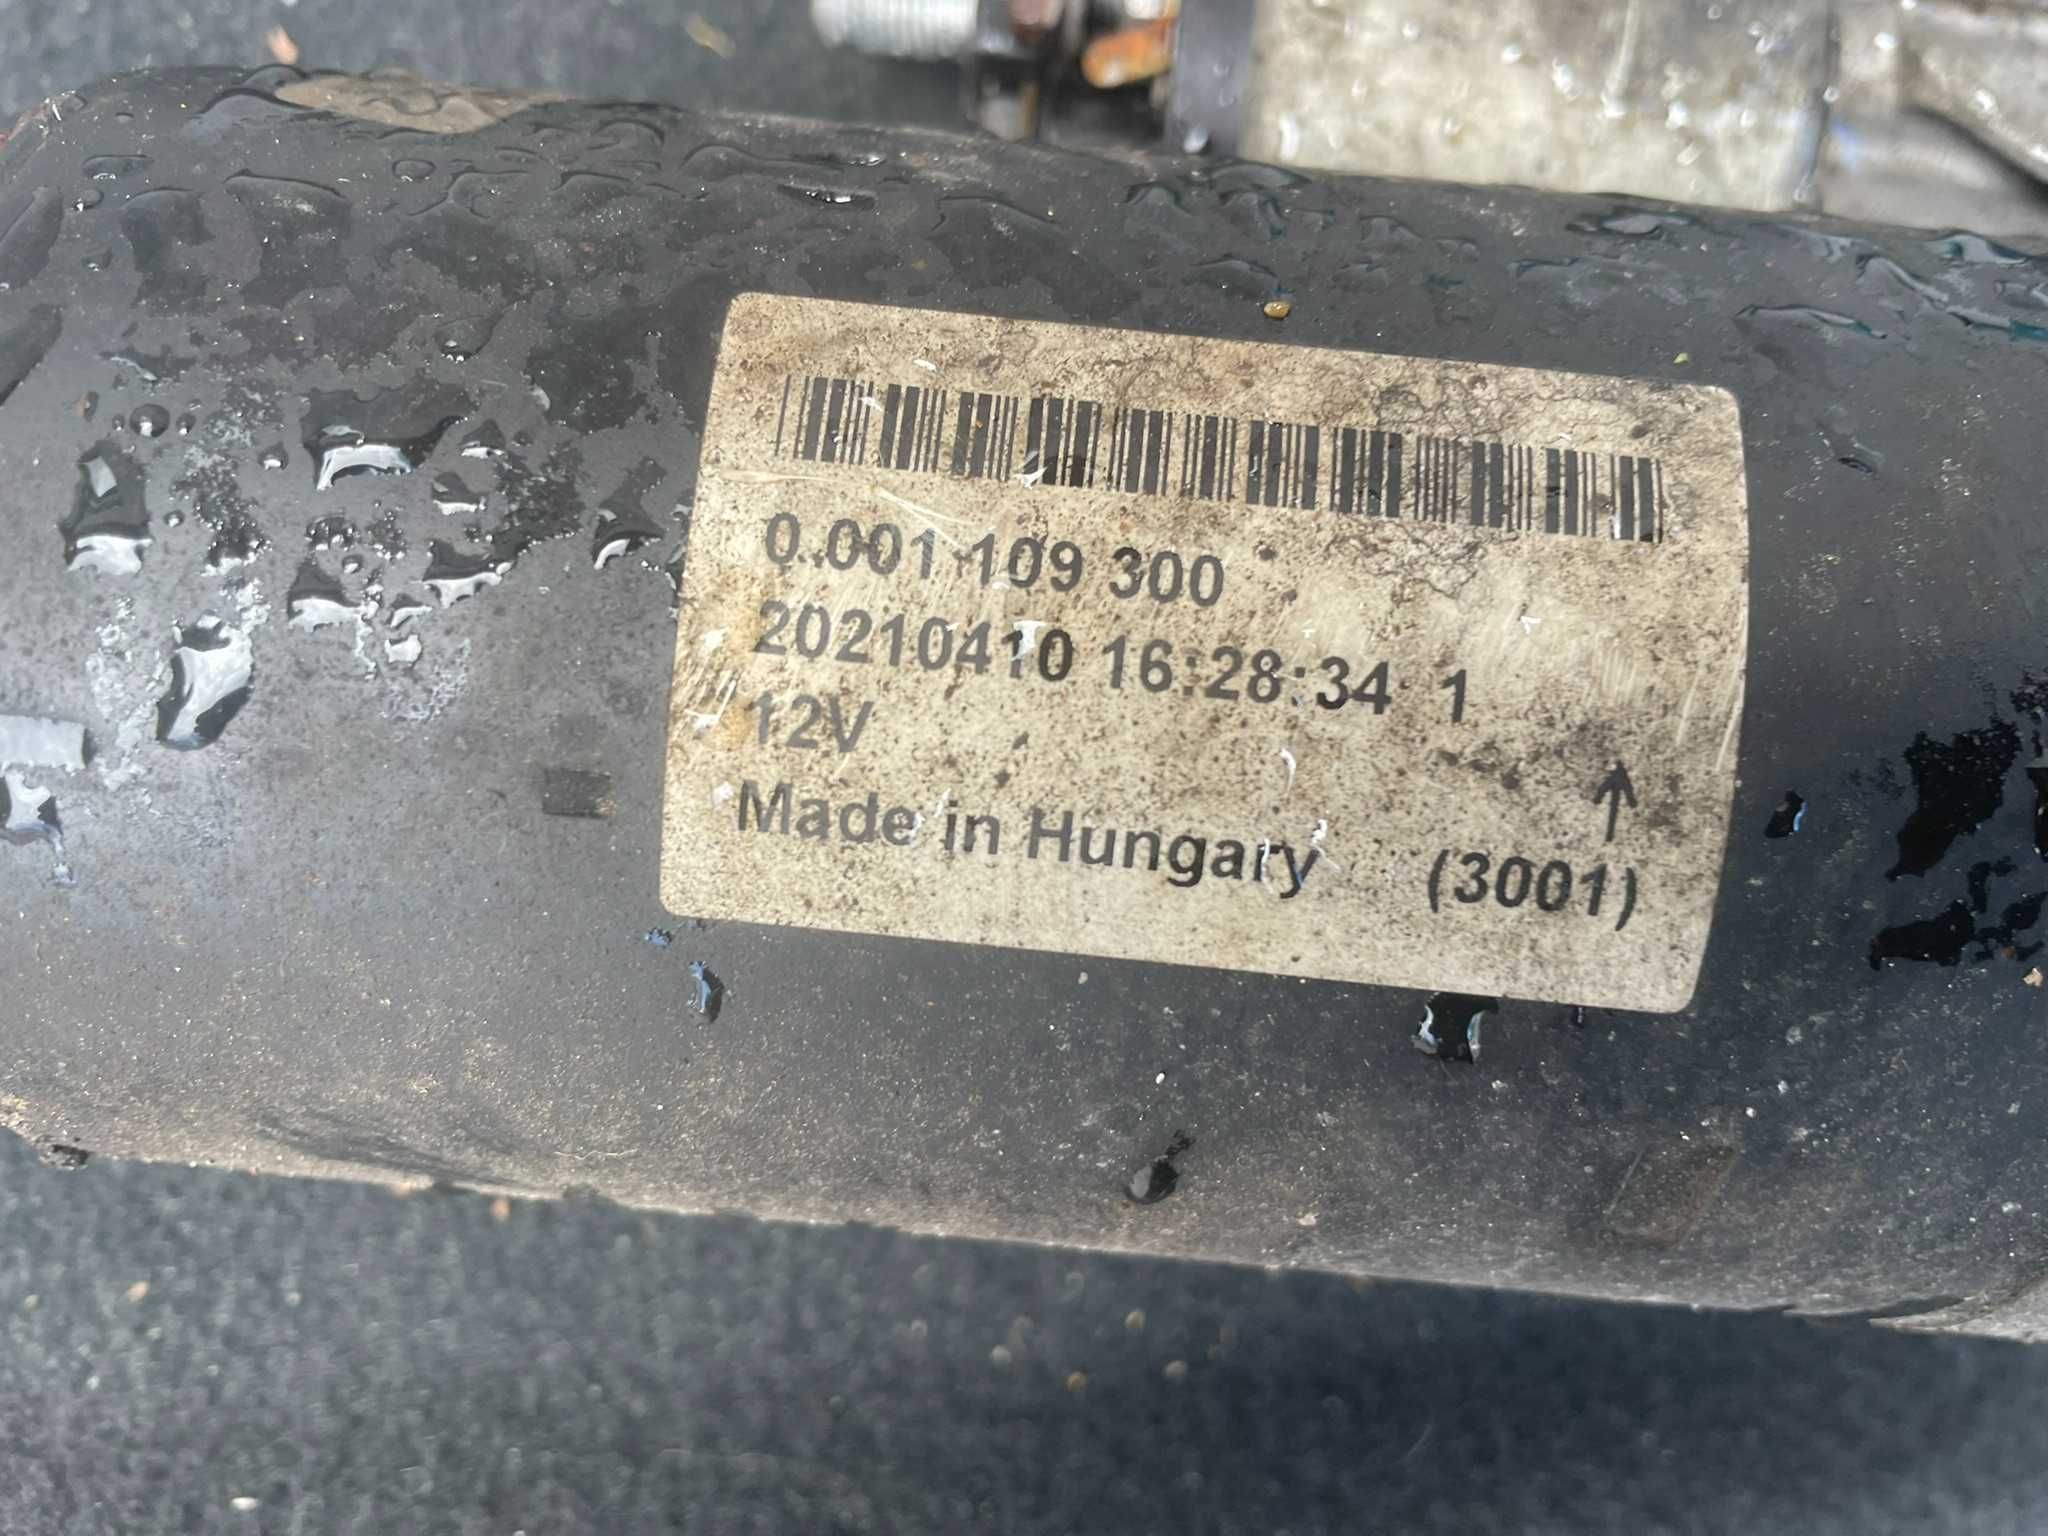 0 001 109 300
20210410 16:28:34 1
12V
Made in Hungary (3001)